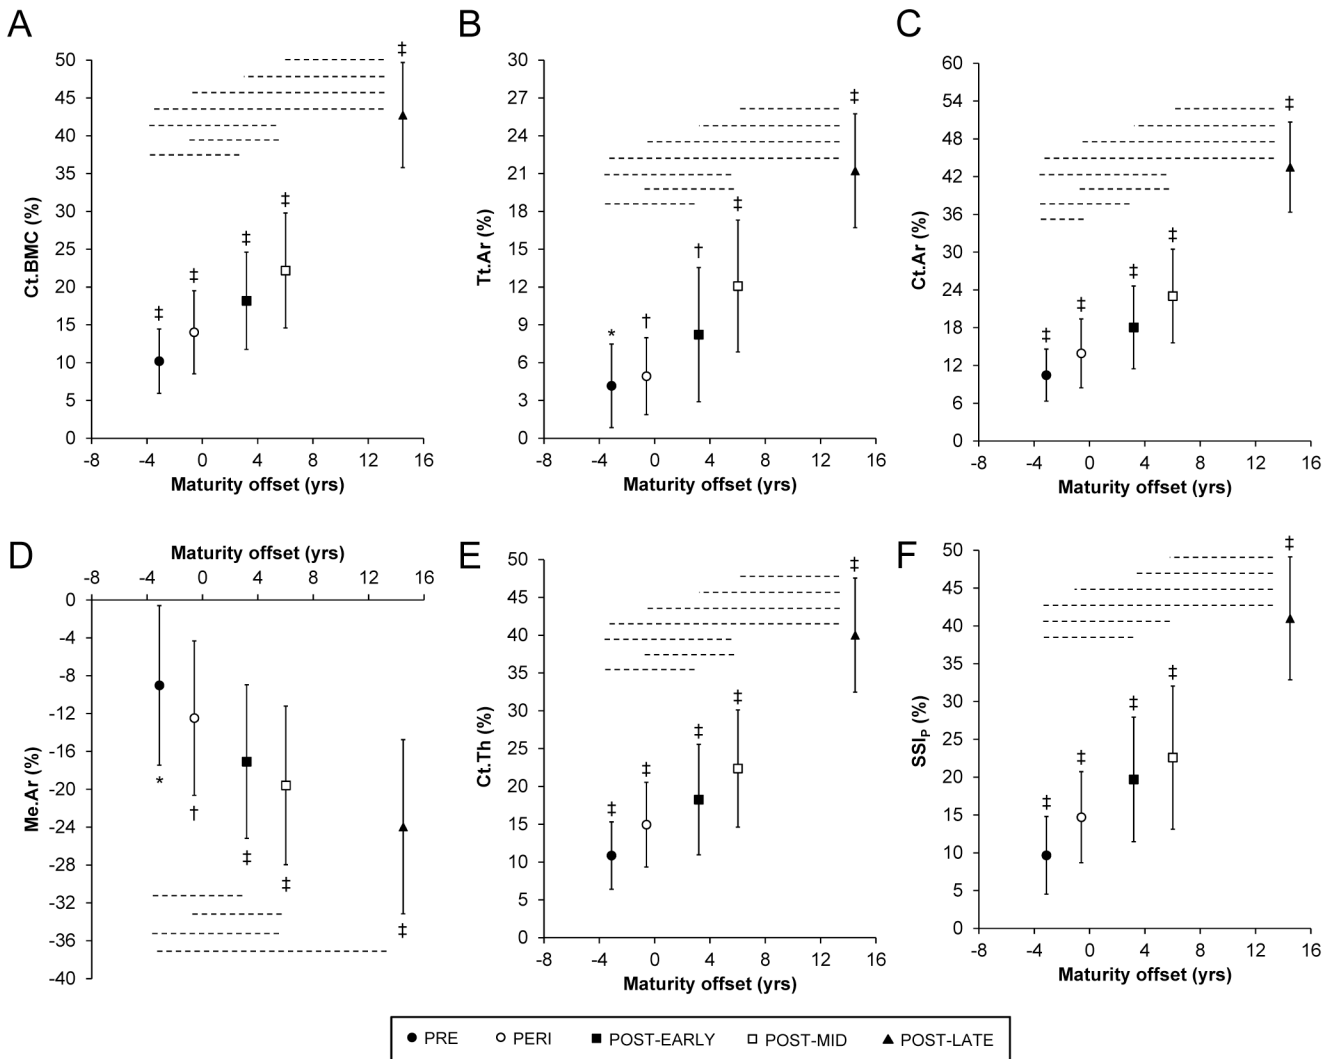 A
50
45
40
35
30
25
20
15
10
5
0
-8 -4 0 4 8 12 16
Ct.BMC (%)
Maturity offset (yrs)
‡ ‡ ‡ ‡ ‡
B
30
27
24
21
18
15
12
9
6
3
0
-8 -4 0 4 8 12 16
Tt.Ar (%)
Maturity offset (yrs)
* † † ‡ ‡
C
60
54
48
42
36
30
24
18
12
6
0
-8 -4 0 4 8 12 16
Ct.Ar (%)
Maturity offset (yrs)
‡ ‡ ‡ ‡ ‡
D
Maturity offset (yrs)
-8 -4 0 4 8 12 16
0
-4
-8
-12
-16
-20
-24
-28
-32
-36
-40
Me.Ar (%)
* † ‡ ‡ ‡
E
50
45
40
35
30
25
20
15
10
5
0
-8 -4 0 4 8 12 16
Ct.Th (%)
Maturity offset (yrs)
‡ ‡ ‡ ‡ ‡
F
50
45
40
35
30
25
20
15
10
5
0
-8 -4 0 4 8 12 16
SSIP (%)
Maturity offset (yrs)
‡ ‡ ‡ ‡ ‡
PRE PERI POST-EARLY POST-MID POST-LATE